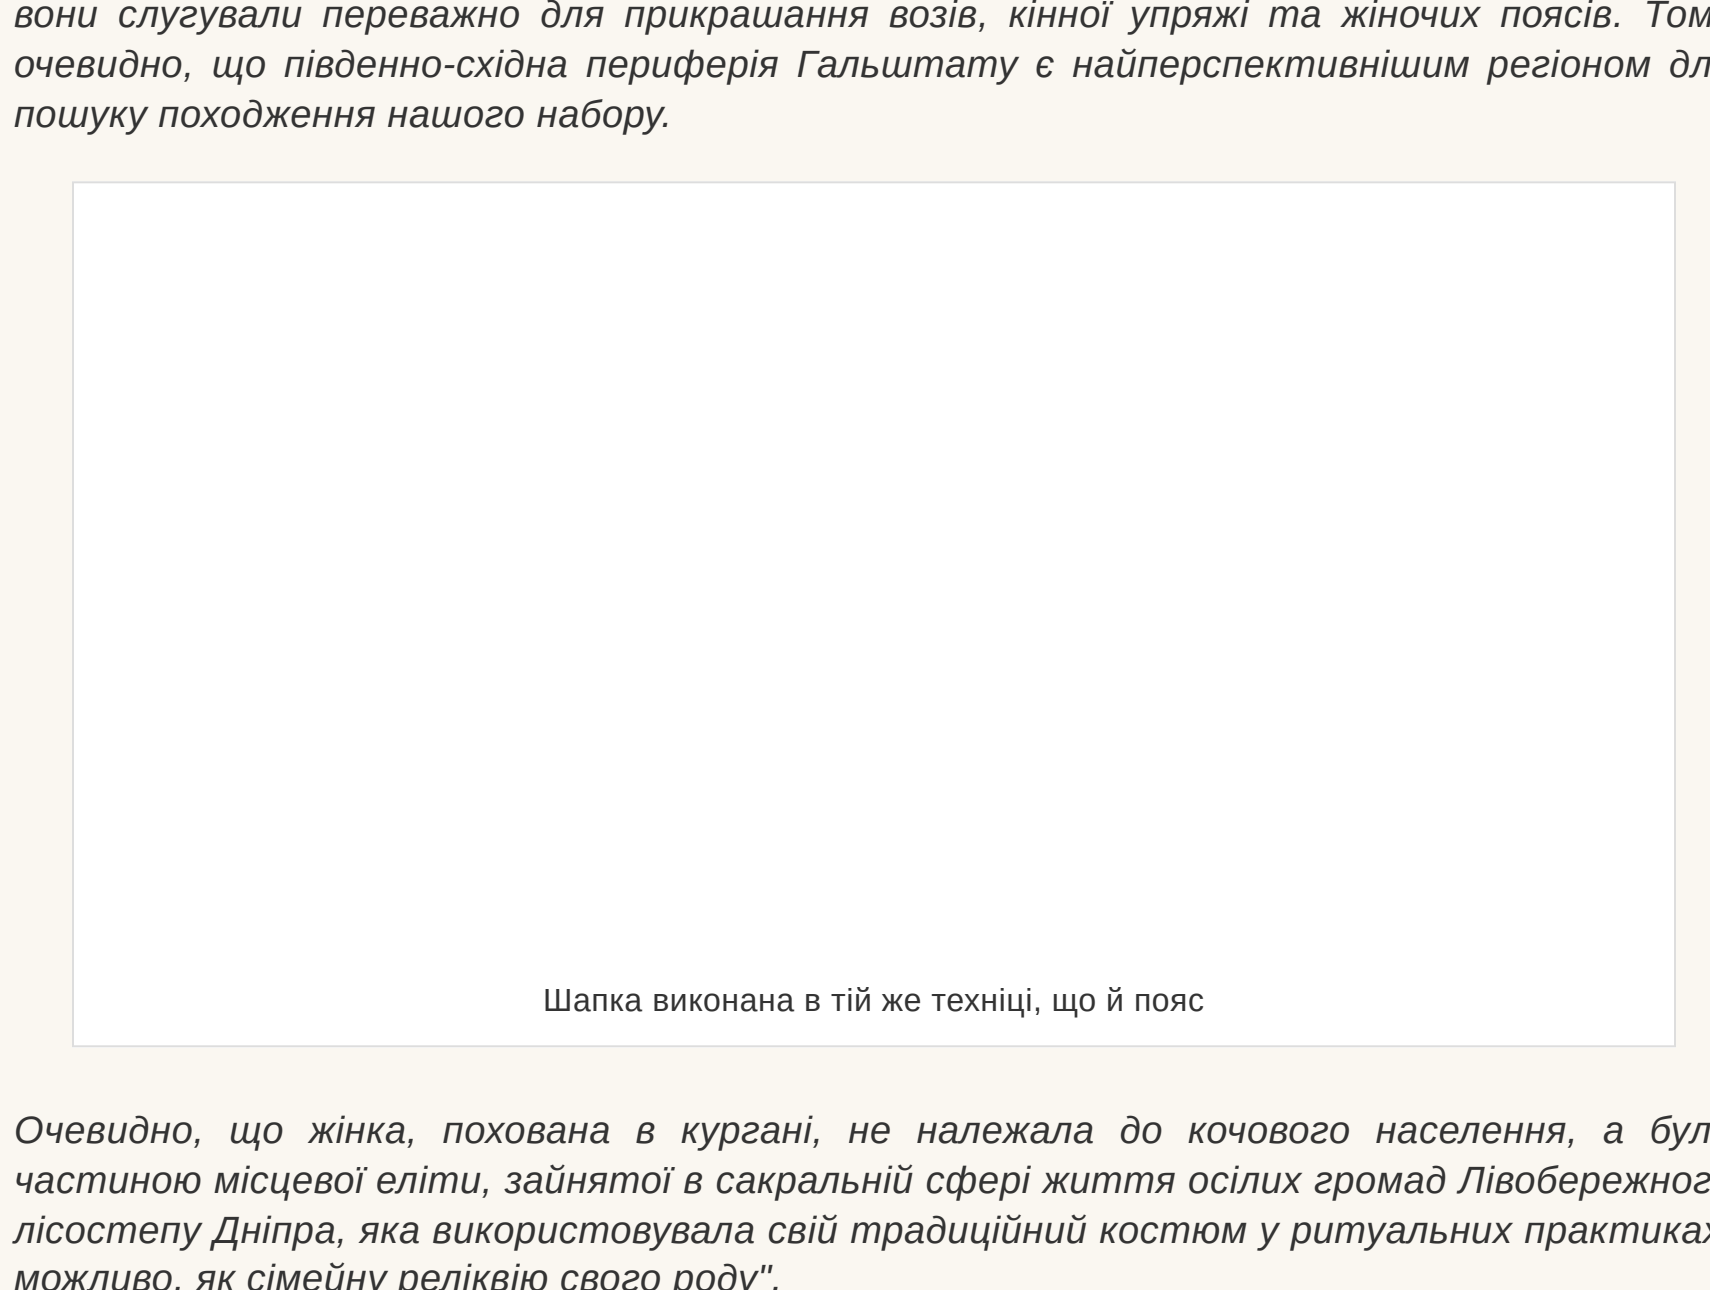 вони слугували переважно для прикрашання возів, кінної упряжі та жіночих поясів. Том
очевидно, що південно-східна периферія Гальштату є найперспективнішим регіоном дл
пошуку походження нашого набору.
Шапка виконана в тій же техніці, що й пояс
Очевидно, що жінка, похована в кургані, не належала до кочового населення, а бул
частиною місцевої еліти, зайнятої в сакральній сфері життя осілих громад Лівобережног
лісостепу Дніпра, яка використовувала свій традиційний костюм у ритуальних практиках
можливо, як сімейну реліквію свого роду".